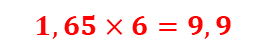 1,65 × 6 = 9,9